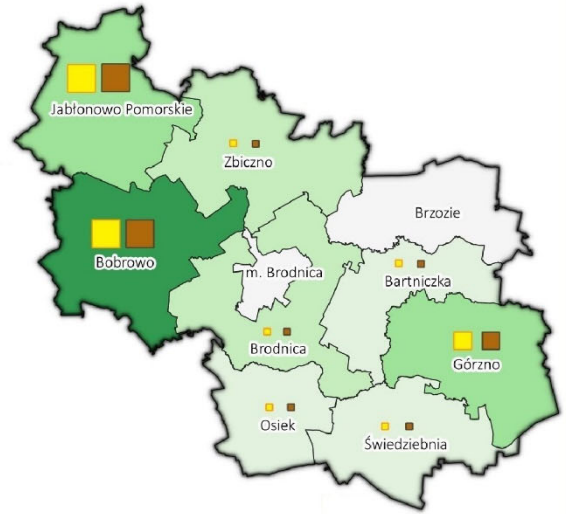 Jabłonowo Pomorskie
Zbiczno
Brzozie
Bobrowo
m. Brodnica
Bartniczka
Brodnica
Górzno
Osiek
Świedziebnia